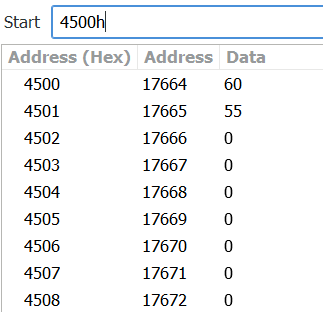 Start 4500h
Address (Hex) Address Data
4500 17664 60
4501 17665 55
4502 17666 0
4503 17667 0
4504 17668 0
4505 17669 0
4506 17670 0
4507 17671 0
4508 17672 0